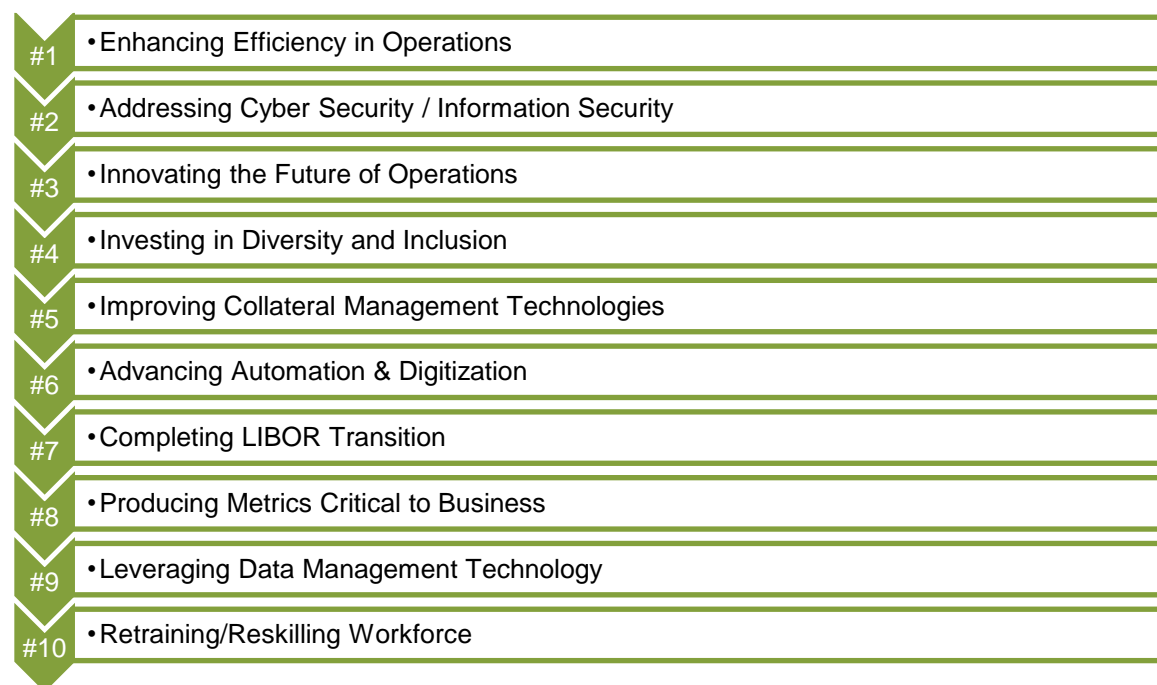 #1 •Enhancing Efficiency in Operations
#2 •Addressing Cyber Security / Information Security
#3 •Innovating the Future of Operations
#4 •Investing in Diversity and Inclusion
#5 •Improving Collateral Management Technologies
#6 •Advancing Automation & Digitization
#7 •Completing LIBOR Transition
#8 •Producing Metrics Critical to Business
#9 •Leveraging Data Management Technology
#10 •Retraining/Reskilling Workforce